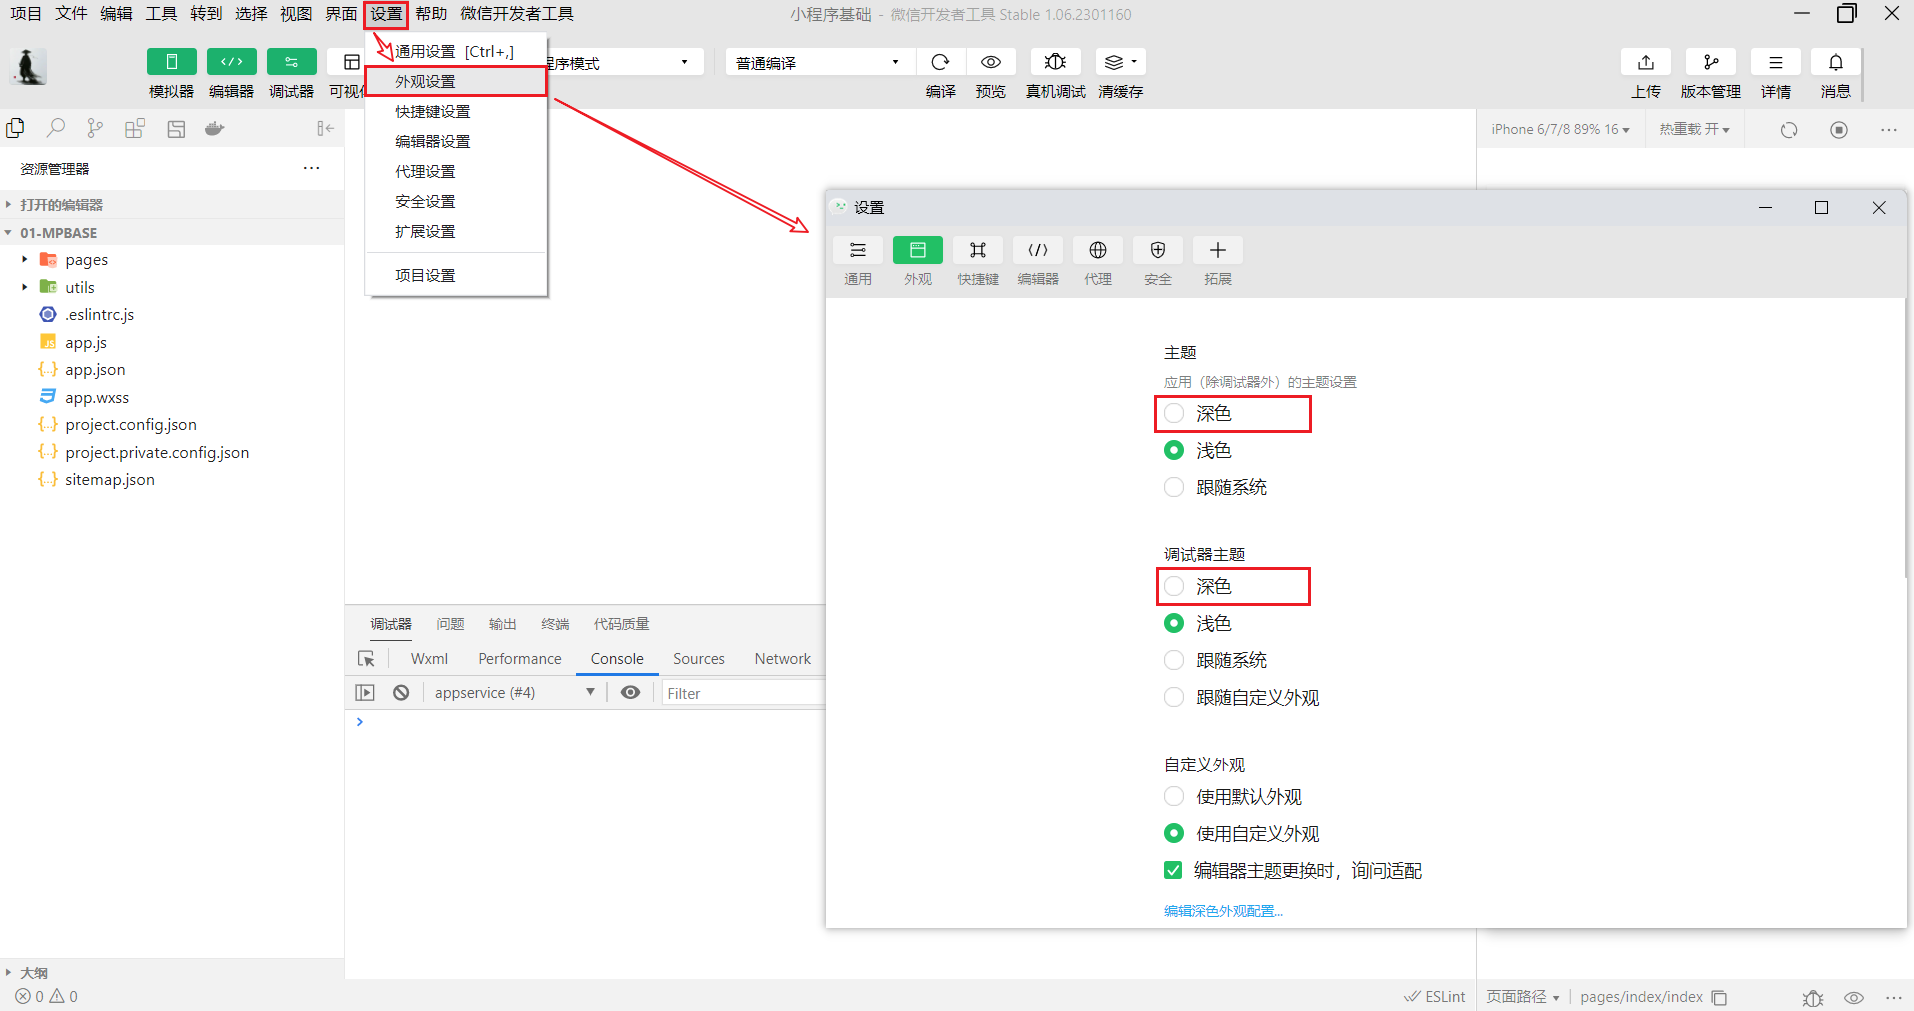 项目 文件 编辑 工具 转到 选择 视图 界面 设置 帮助 微信开发者工具
小程序基础 - 微信开发者工具 Stable 1.06.2301160
通用设置 [Ctrl+,]
外观设置
快捷键设置
编辑器设置
代理设置
安全设置
扩展设置
项目设置
模拟器 编辑器 调试器 可视
程序模式
普通编译
编译 预览 真机调试 清缓存
上传 版本管理 详情 消息
iPhone 6/7/8 89% 16 热重载 开
资源管理器
打开的编辑器
01-MPBASE
pages
utils
.eslintrc.js
app.js
app.json
app.wxss
project.config.json
project.private.config.json
sitemap.json
大纲
0 0
设置
通用 外观 快捷键 编辑器 代理 安全 拓展
主题
应用（除调试器外）的主题设置
深色
浅色
跟随系统
调试器主题
深色
浅色
跟随系统
跟随自定义外观
自定义外观
使用默认外观
使用自定义外观
编辑器主题更换时，询问适配
编辑深色外观配置...
调试器 问题 输出 终端 代码质量
Wxml Performance Console Sources Network
appservice (#4) Filter
ESLint 页面路径 pages/index/index